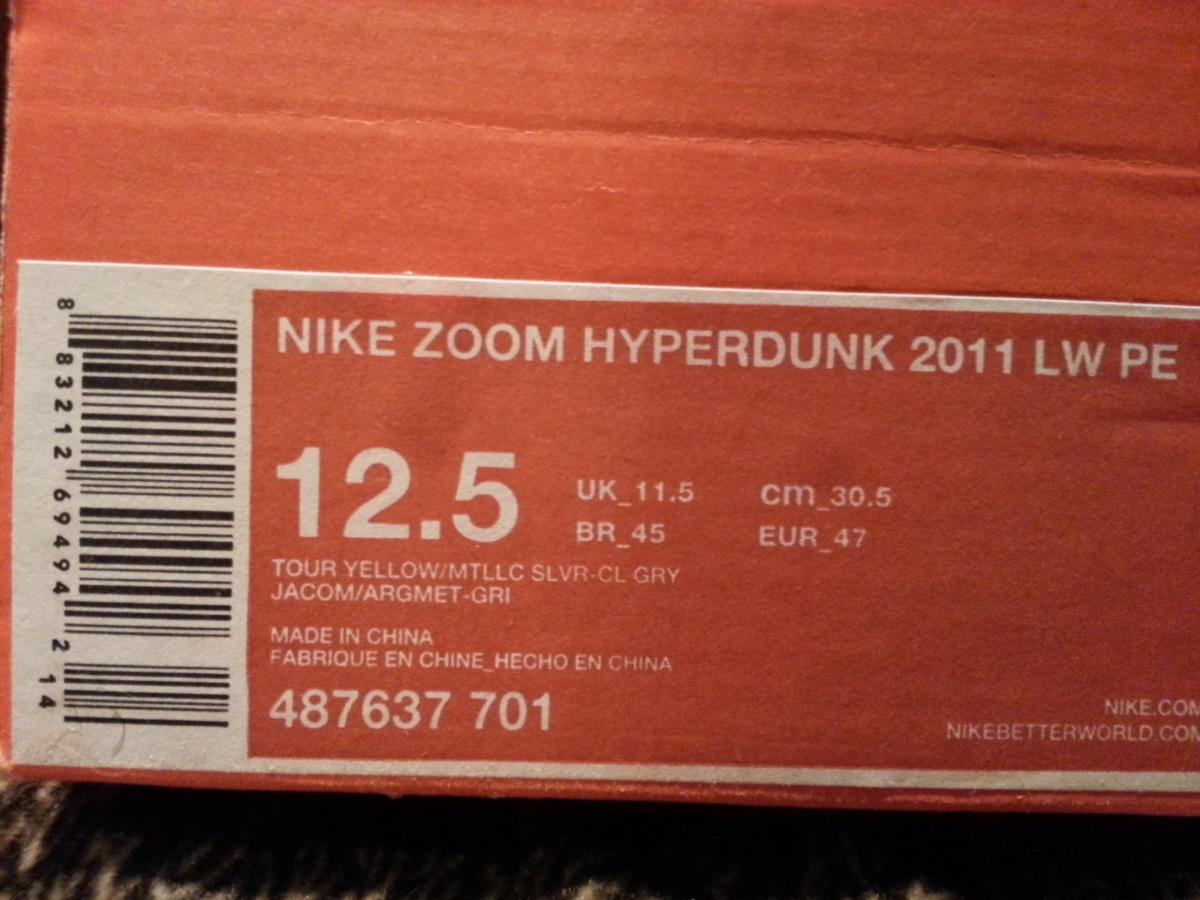 8 83212 69494 2 14
NIKE ZOOM HYPERDUNK 2011 LW PE
12.5
UK_11.5 cm_30.5
BR_45 EUR_47
TOUR YELLOW/MTLLC SLVR-CL GRY
JACOM/ARGMET-GRI
MADE IN CHINA
FABRIQUE EN CHINE_HECHO EN CHINA
487637 701
NIKE.COM
NIKEBETTERWORLD.COM